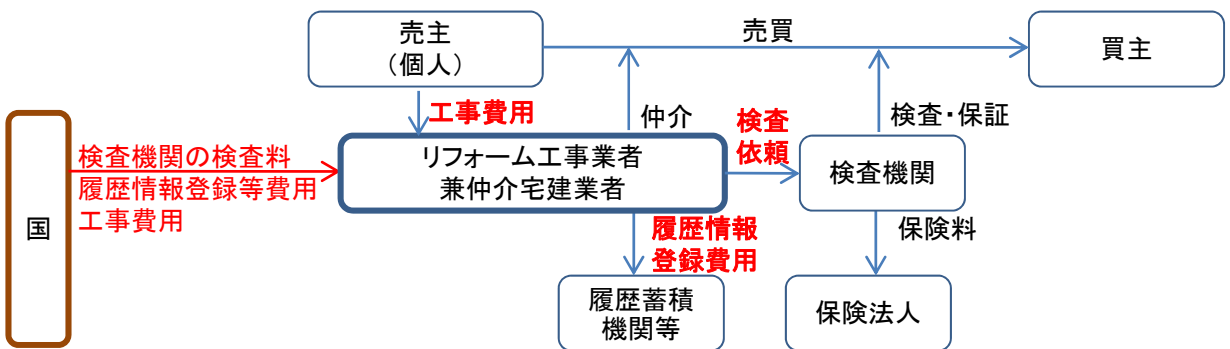 売主
（個人）
売買
買主
工事費用
仲介
検査
依頼
検査・保証
国
検査機関の検査料
履歴情報登録等費用
工事費用
リフォーム工事業者
兼仲介宅建業者
検査機関
履歴情報
登録費用
保険料
履歴蓄積
機関等
保険法人